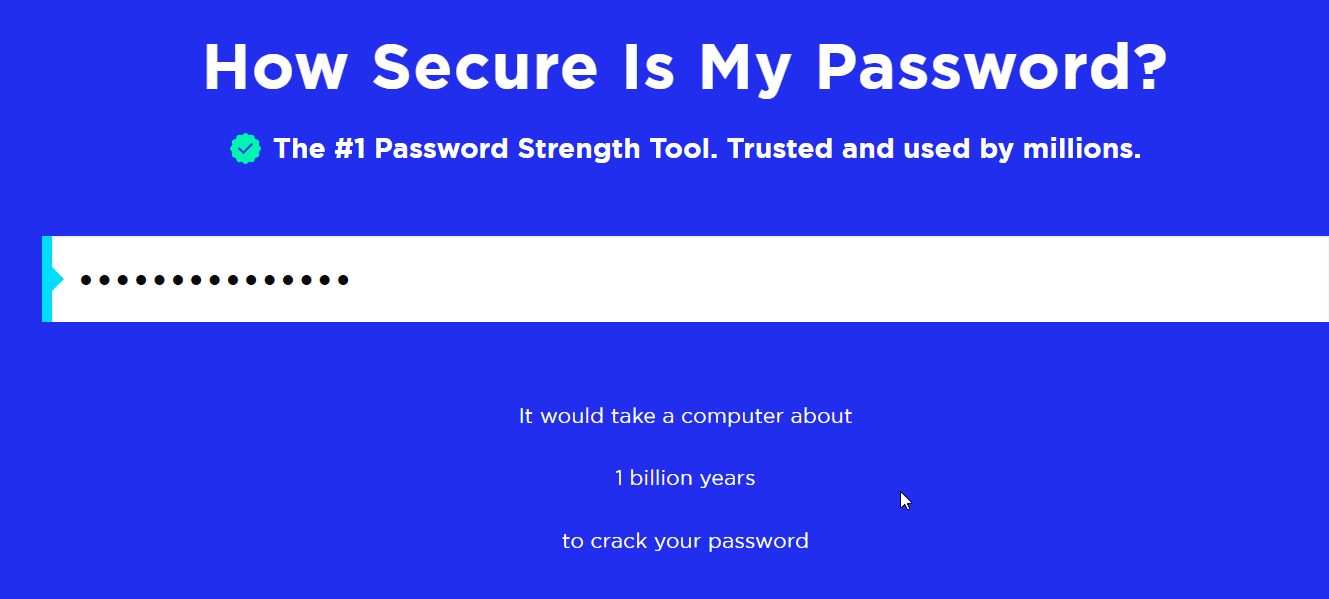 How Secure Is My Password?
The #1 Password Strength Tool. Trusted and used by millions.
•••••••••••••••
It would take a computer about
1 billion years
to crack your password